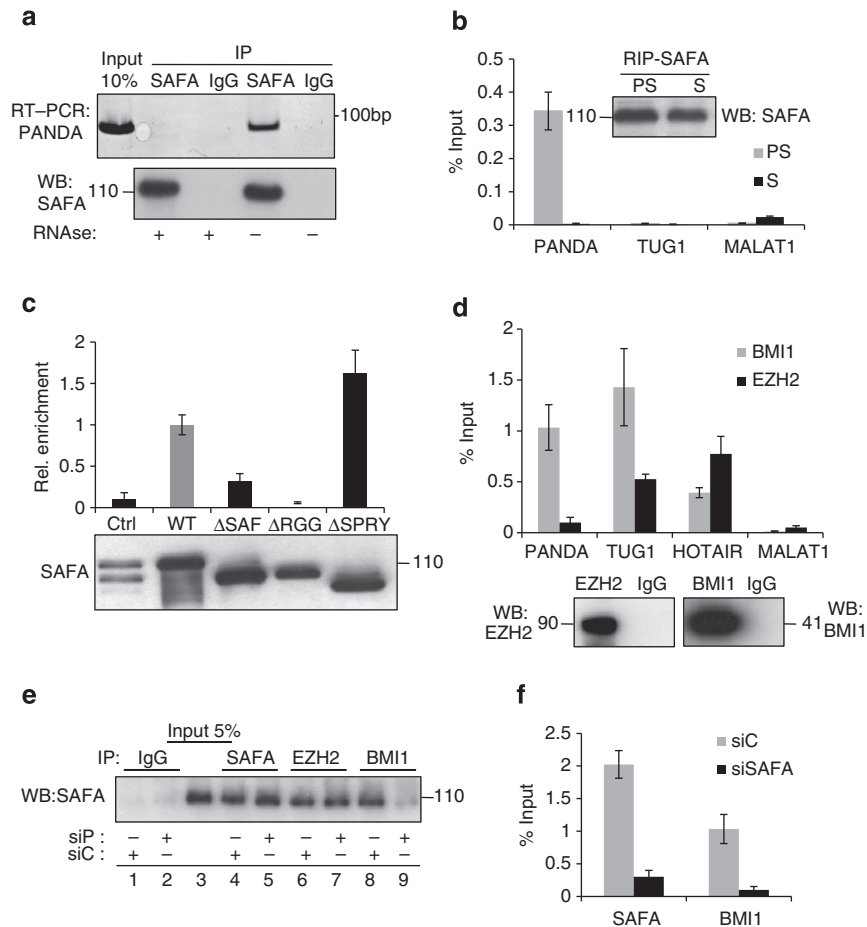 a
Input
10%
IP
SAFA IgG SAFA IgG
RT–PCR:
PANDA
100bp
WB:
SAFA
110
RNAse: + + – –
b
% Input
0.5
0.4
0.3
0.2
0.1
0
RIP-SAFA
PS S
110
WB: SAFA
PS
S
PANDA TUG1 MALAT1
c
Rel. enrichment
2
1.5
1
0.5
0
Ctrl WT ΔSAF ΔRGG ΔSPRY
SAFA
110
d
% Input
2
1.5
1
0.5
0
BMI1
EZH2
PANDA TUG1 HOTAIR MALAT1
EZH2 IgG BMI1 IgG
WB:
EZH2
90
41
WB:
BMI1
e
Input 5%
IP: IgG SAFA EZH2 BMI1
WB:SAFA
110
siP : – + – + – + – +
siC : + – + – + – + –
1 2 3 4 5 6 7 8 9
f
% Input
2.5
2
1.5
1
0.5
0
siC
siSAFA
SAFA BMI1